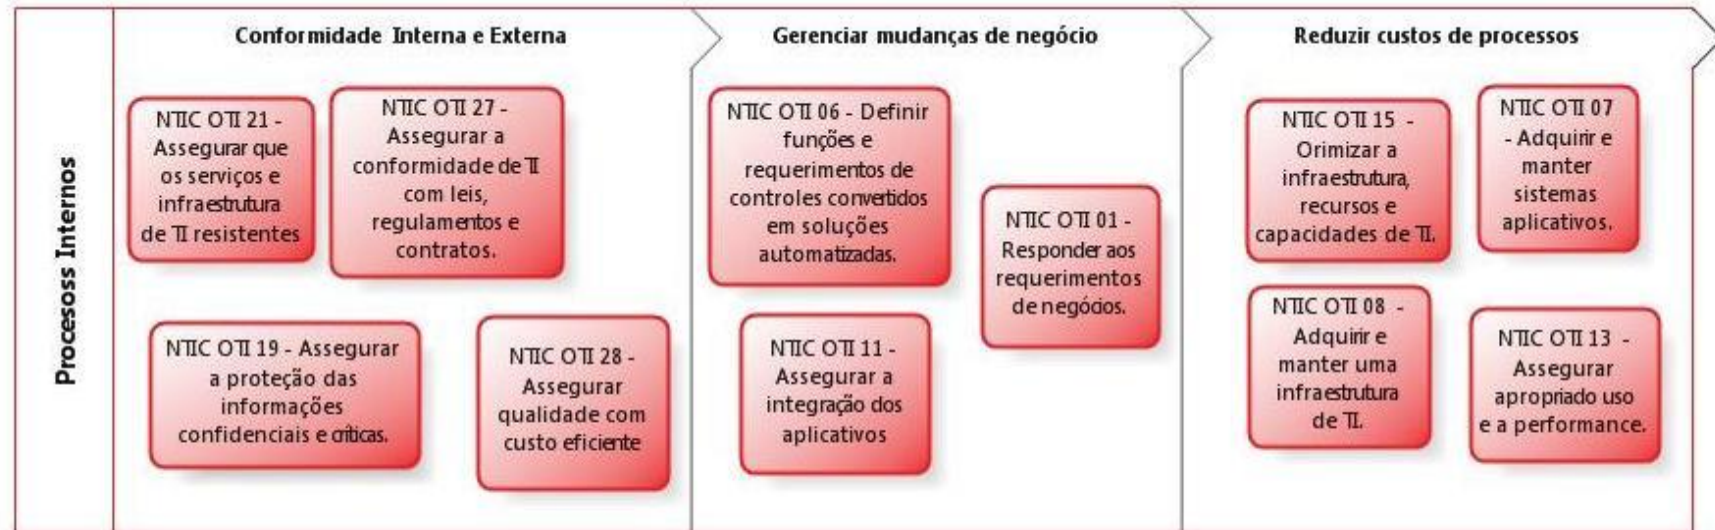 Processos Internos
Conformidade Interna e Externa
NTIC OTI 21 -
Assegurar que
os serviços e
infraestrutura
de TI resistentes
NTIC OTI 27 -
Assegurar a
conformidade de TI
com leis,
regulamentos e
contratos.
NTIC OTI 19 - Assegurar
a proteção das
informações
confidenciais e críticas.
NTIC OTI 28 -
Assegurar
qualidade com
custo eficiente
Gerenciar mudanças de negócio
NTIC OTI 06 - Definir
funções e
requerimentos de
controles convertidos
em soluções
automatizadas.
NTIC OTI 01 -
Responder aos
requerimentos
de negócios.
NTIC OTI 11 -
Assegurar a
integração dos
aplicativos
Reduzir custos de processos
NTIC OTI 15 -
Orimizar a
infraestrutura,
recursos e
capacidades de TI.
NTIC OTI 07
- Adquirir e
manter
sistemas
aplicativos.
NTIC OTI 08 -
Adquirir e
manter uma
infraestrutura
de TI.
NTIC OTI 13 -
Assegurar
apropriado uso
e a performance.